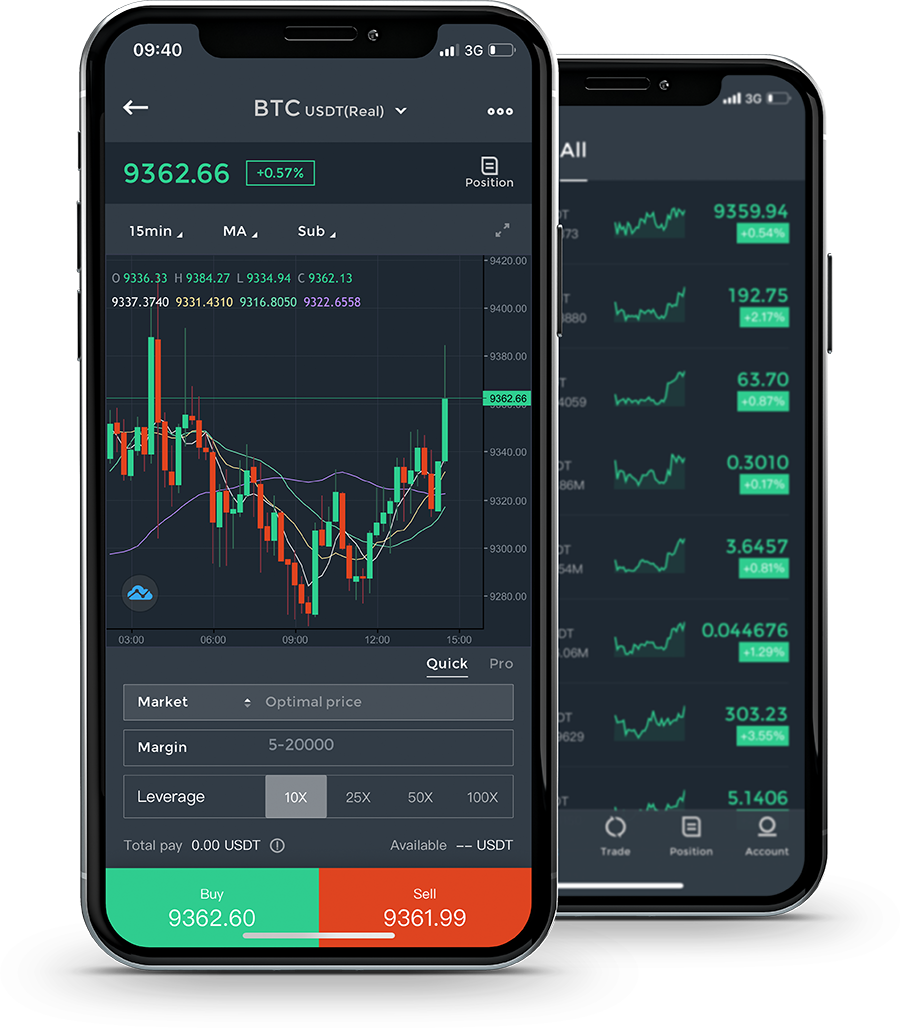 09:40
3G
BTC USDT(Real)
9362.66 +0.57%
Position
15min MA Sub
O 9336.33 H 9384.27 L 9334.94 C 9362.13
9337.3740 9331.4310 9316.8050 9322.6558
9420.00
9400.00
9380.00
9362.66
9340.00
9320.00
9300.00
9280.00
03:00 06:00 09:00 12:00 15:00
Quick Pro
Market Optimal price
Margin 5-20000
Leverage 10X 25X 50X 100X
Total pay 0.00 USDT Available -- USDT
Buy Sell
9362.60 9361.99
3G
All
9359.94
+0.54%
192.75
+2.17%
63.70
+0.87%
0.3010
+0.17%
3.6457
+0.81%
0.044676
+1.29%
303.23
+3.55%
5.1406
Trade Position Account